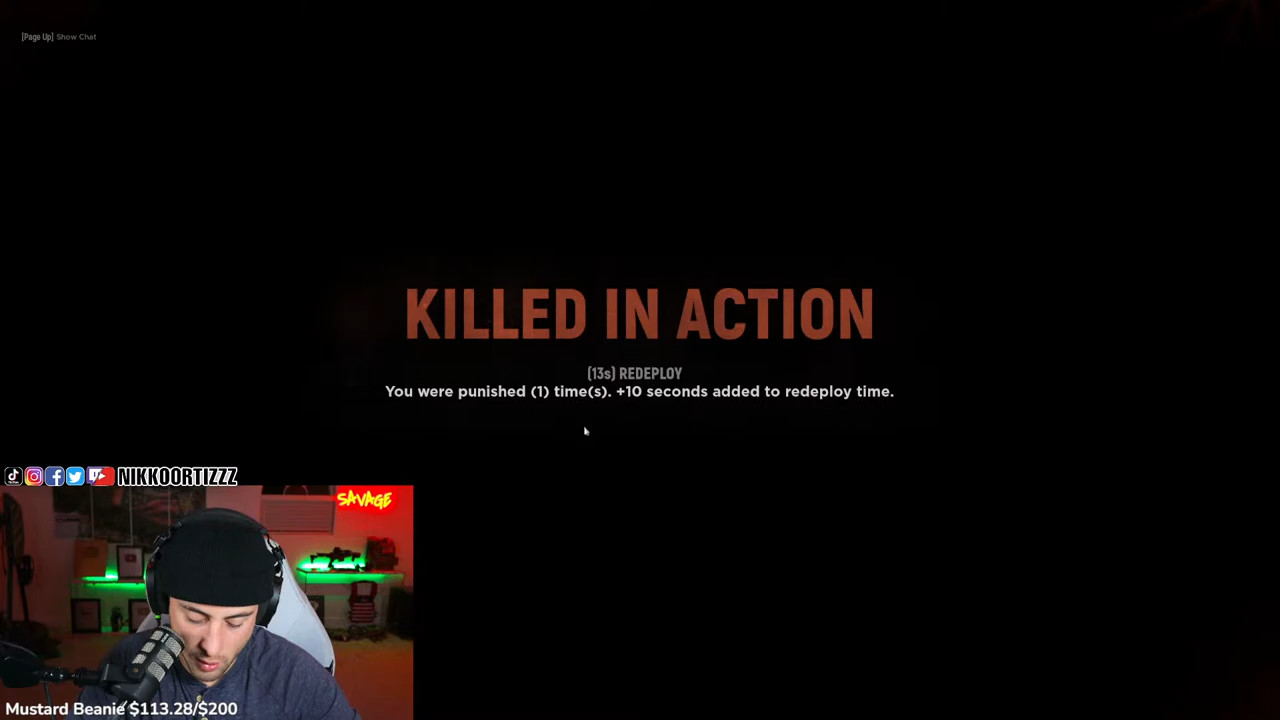 [Page Up] Show Chat
KILLED IN ACTION
(13s) REDEPLOY
You were punished (1) time(s). +10 seconds added to redeploy time.
NIKKOORTIZZZ
SAVAGE
Mustard Beanie $113.28/$200